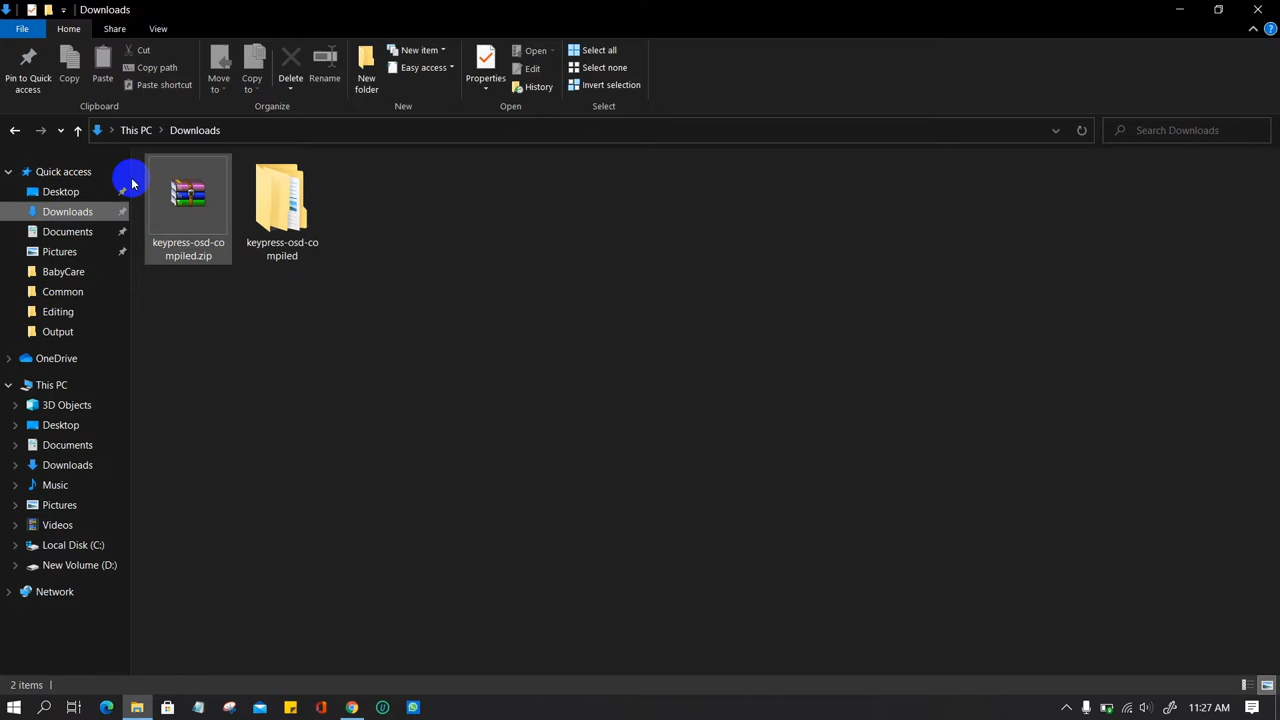 Downloads
File Home Share View
Pin to Quick access
Copy
Paste
Cut
Copy path
Paste shortcut
Clipboard
Move to
Copy to
Delete
Rename
Organize
New folder
New item
Easy access
New
Properties
Open
Edit
History
Open
Select all
Select none
Invert selection
Select
This PC Downloads
Search Downloads
Quick access
Desktop
Downloads
Documents
Pictures
BabyCare
Common
Editing
Output
OneDrive
This PC
3D Objects
Desktop
Documents
Downloads
Music
Pictures
Videos
Local Disk (C:)
New Volume (D:)
Network
keypress-osd-co
mpiled.zip
keypress-osd-co
mpiled
2 items
11:27 AM